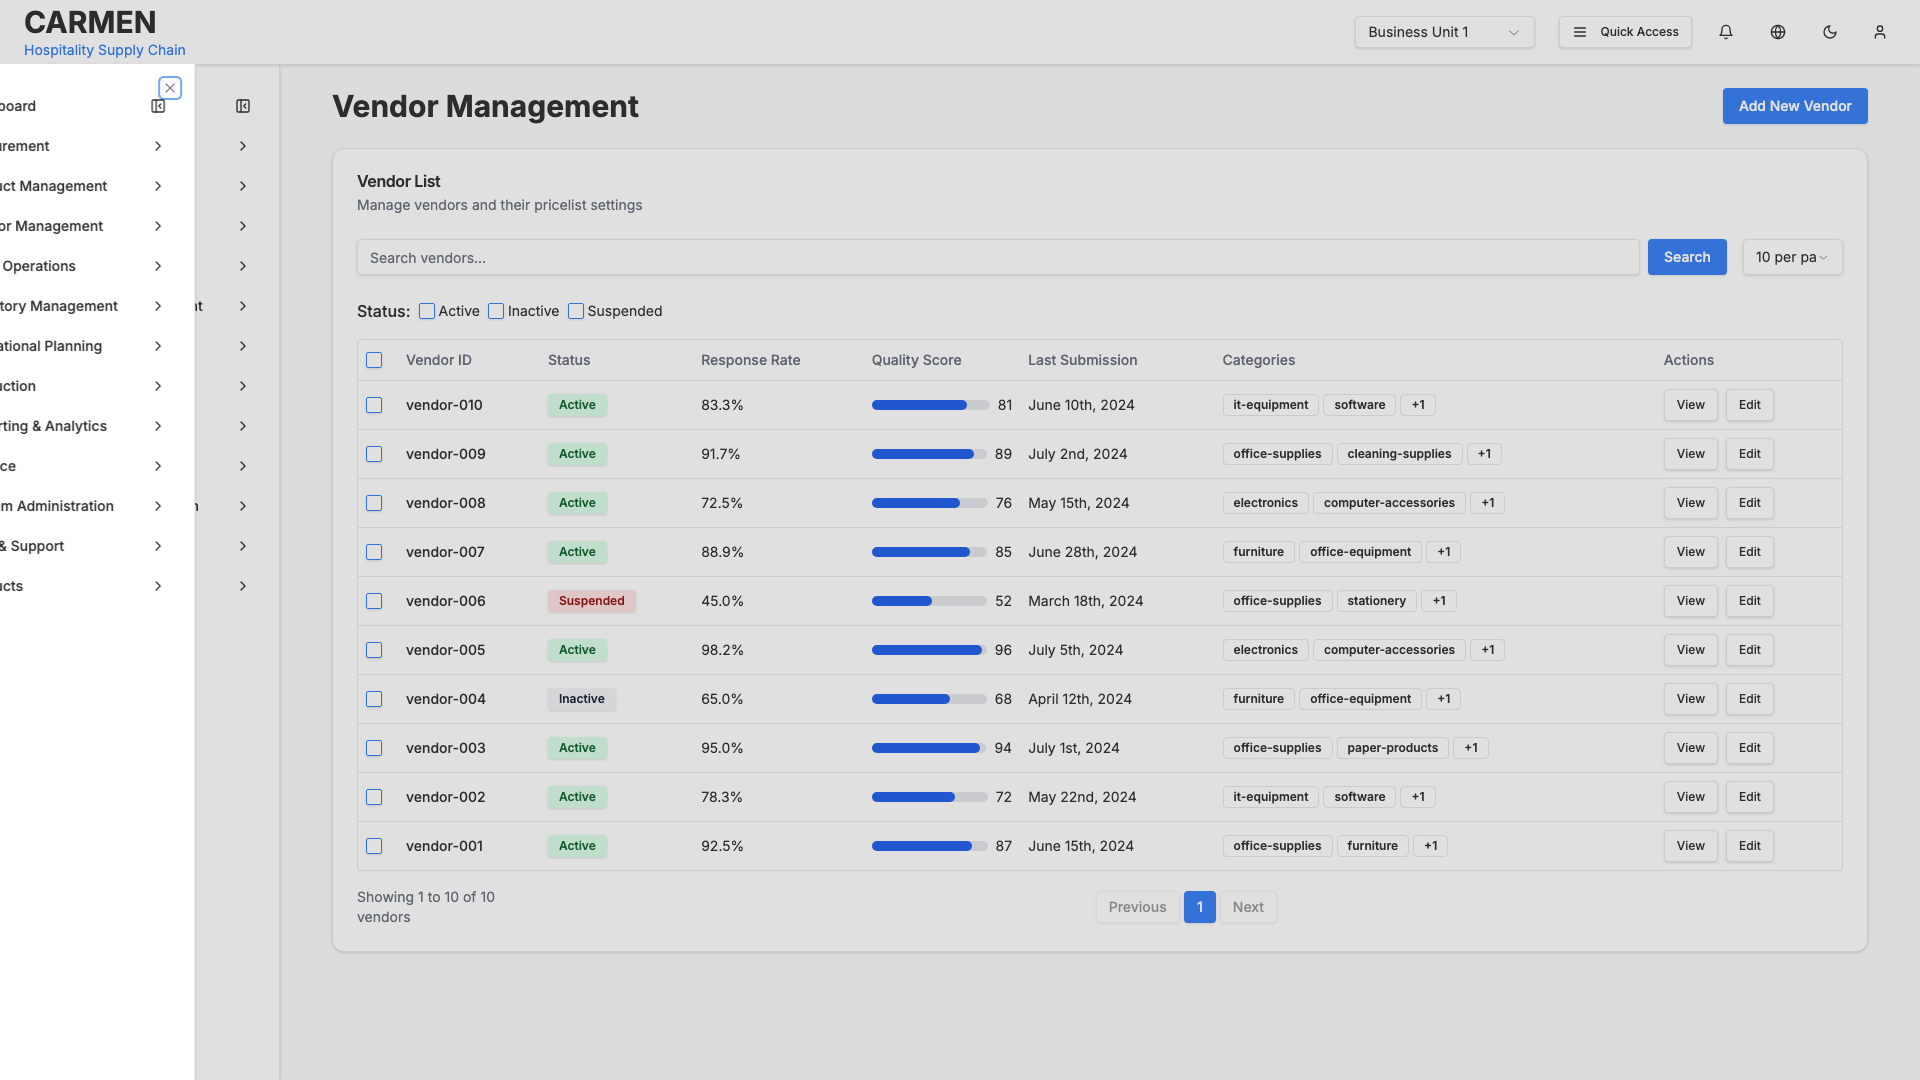 CARMEN
Hospitality Supply Chain
Business Unit 1
Quick Access
board
urement
uct Management
or Management
Operations
tory Management
ational Planning
uction
rting & Analytics
ce
m Administration
& Support
ucts
nt
n
Vendor Management
Add New Vendor
Vendor List
Manage vendors and their pricelist settings
Search vendors...
Search
10 per pa
Status: Active Inactive Suspended
Vendor ID Status Response Rate Quality Score Last Submission Categories Actions
vendor-010 Active 83.3% 81 June 10th, 2024 it-equipment software +1 View Edit
vendor-009 Active 91.7% 89 July 2nd, 2024 office-supplies cleaning-supplies +1 View Edit
vendor-008 Active 72.5% 76 May 15th, 2024 electronics computer-accessories +1 View Edit
vendor-007 Active 88.9% 85 June 28th, 2024 furniture office-equipment +1 View Edit
vendor-006 Suspended 45.0% 52 March 18th, 2024 office-supplies stationery +1 View Edit
vendor-005 Active 98.2% 96 July 5th, 2024 electronics computer-accessories +1 View Edit
vendor-004 Inactive 65.0% 68 April 12th, 2024 furniture office-equipment +1 View Edit
vendor-003 Active 95.0% 94 July 1st, 2024 office-supplies paper-products +1 View Edit
vendor-002 Active 78.3% 72 May 22nd, 2024 it-equipment software +1 View Edit
vendor-001 Active 92.5% 87 June 15th, 2024 office-supplies furniture +1 View Edit
Showing 1 to 10 of 10
vendors
Previous 1 Next